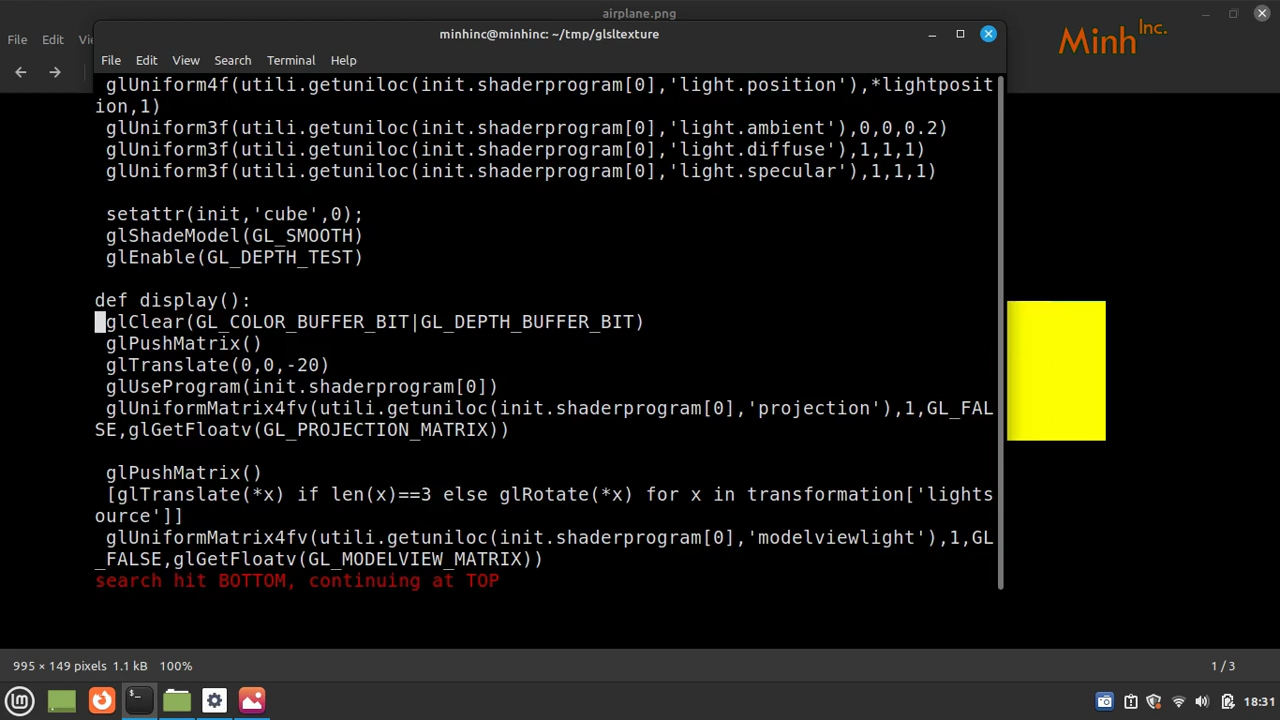 airplane.png
File Edit
minhinc@minhinc: ~/tmp/glsltexture
Minh Inc.
File Edit View Search Terminal Help
glUniform4f(utili.getuniloc(init.shaderprogram[0],'light.position'),*lightposit
ion,1)
glUniform3f(utili.getuniloc(init.shaderprogram[0],'light.ambient'),0,0,0.2)
glUniform3f(utili.getuniloc(init.shaderprogram[0],'light.diffuse'),1,1,1)
glUniform3f(utili.getuniloc(init.shaderprogram[0],'light.specular'),1,1,1)
setattr(init,'cube',0);
glShadeModel(GL_SMOOTH)
glEnable(GL_DEPTH_TEST)
def display():
glClear(GL_COLOR_BUFFER_BIT|GL_DEPTH_BUFFER_BIT)
glPushMatrix()
glTranslate(0,0,-20)
glUseProgram(init.shaderprogram[0])
glUniformMatrix4fv(utili.getuniloc(init.shaderprogram[0],'projection'),1,GL_FAL
SE,glGetFloatv(GL_PROJECTION_MATRIX))
glPushMatrix()
[glTranslate(*x) if len(x)==3 else glRotate(*x) for x in transformation['lights
ource']]
glUniformMatrix4fv(utili.getuniloc(init.shaderprogram[0],'modelviewlight'),1,GL
_FALSE,glGetFloatv(GL_MODELVIEW_MATRIX))
search hit BOTTOM, continuing at TOP
995 × 149 pixels 1.1 kB 100%
1 / 3
18:31